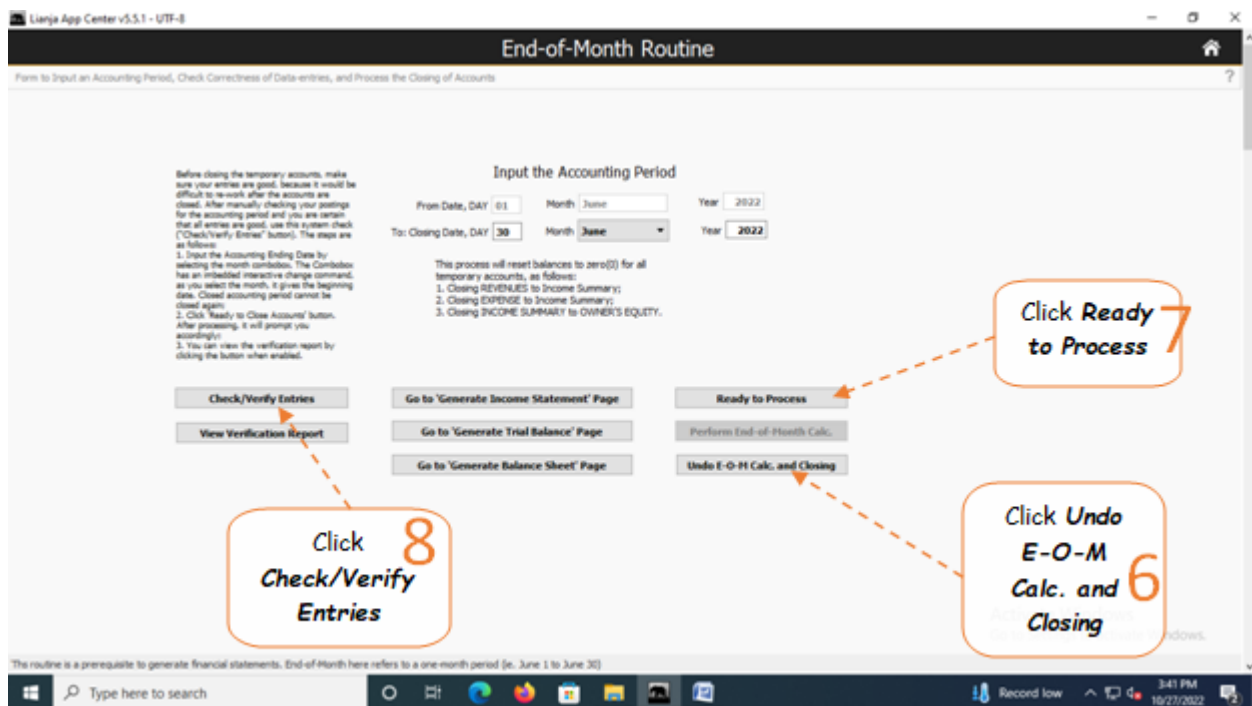 Lianja App Center v5.5.1 - UTF-8
End-of-Month Routine
Form to Input an Accounting Period, Check Correctness of Data-entries, and Process the Closing of Accounts
?
Before closing the temporary accounts, make
sure your entries are good, because it would be
difficult to re-work after the accounts are
closed. After manually checking your postings
for the accounting period and you are certain
that all entries are good, use this system check
("Check/Verify Entries" button). The steps are
as follows:
1. Input the Accounting Ending Date by
selecting the month combobox. The Combobox
has an imbedded interactive change command,
as you select the month, it gives the beginning
date. Closed accounting period cannot be
closed again;
2. Click 'Ready to Close Accounts' button.
After processing, it will prompt you
accordingly;
3. You can view the verification report by
clicking the button when enabled.
Input the Accounting Period
From Date, DAY 01 Month June Year 2022
To: Closing Date, DAY 30 Month June Year 2022
This process will reset balances to zero(0) for all
temporary accounts, as follows:
1. Closing REVENUES to Income Summary;
2. Closing EXPENSE to Income Summary;
3. Closing INCOME SUMMARY to OWNER'S EQUITY.
Click Ready
to Process
7
Check/Verify Entries
Go to 'Generate Income Statement' Page
Ready to Process
View Verification Report
Go to 'Generate Trial Balance' Page
Perform End-of-Month Calc.
Go to 'Generate Balance Sheet' Page
Undo E-O-M Calc. and Closing
Click
Check/Verify
Entries
8
Click Undo
E-O-M
Calc. and
Closing
6
This routine is a prerequisite to generate financial statements. End-of-Month here refers to a one-month period (ie. June 1 to June 30)
Type here to search
Record low
3:41 PM
10/27/2022
2